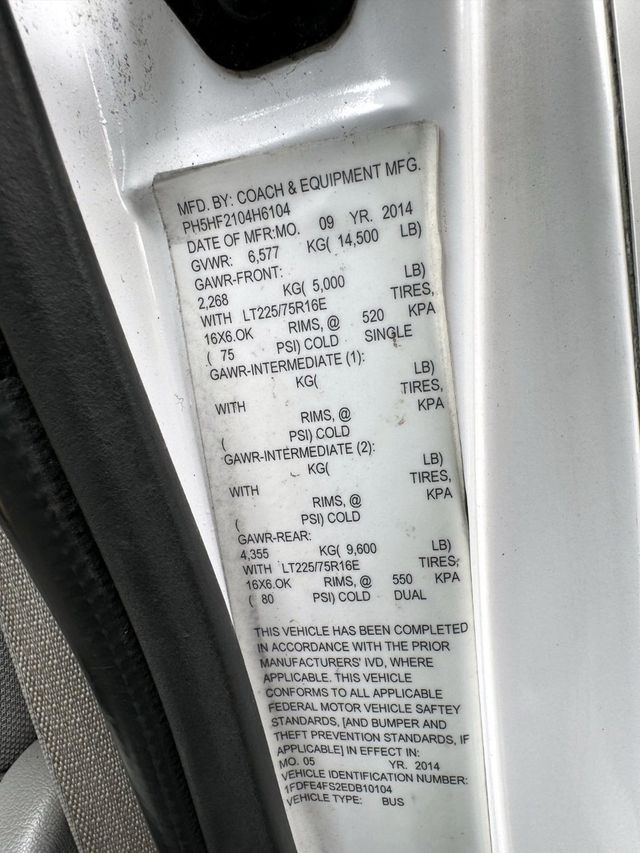 MFD. BY: COACH & EQUIPMENT MFG.
PH5HF2104H6104
DATE OF MFR:MO. 09 YR. 2014
GVWR: 6,577 KG( 14,500 LB)
GAWR-FRONT:
2,268 KG( 5,000 LB)
WITH LT225/75R16E TIRES,
16X6.OK RIMS, @ 520 KPA
( 75 PSI) COLD SINGLE
GAWR-INTERMEDIATE (1):
KG( LB)
WITH TIRES,
RIMS, @ KPA
( PSI) COLD
GAWR-INTERMEDIATE (2):
KG( LB)
WITH TIRES,
RIMS, @ KPA
( PSI) COLD
GAWR-REAR:
4,355 KG( 9,600 LB)
WITH LT225/75R16E TIRES,
16X6.OK RIMS, @ 550 KPA
( 80 PSI) COLD DUAL
THIS VEHICLE HAS BEEN COMPLETED
IN ACCORDANCE WITH THE PRIOR
MANUFACTURERS' IVD, WHERE
APPLICABLE. THIS VEHICLE
CONFORMS TO ALL APPLICABLE
FEDERAL MOTOR VEHICLE SAFTEY
STANDARDS, [AND BUMPER AND
THEFT PREVENTION STANDARDS, IF
APPLICABLE] IN EFFECT IN:
MO. 05 YR. 2014
VEHICLE IDENTIFICATION NUMBER:
1FDFE4FS2EDB10104
VEHICLE TYPE: BUS